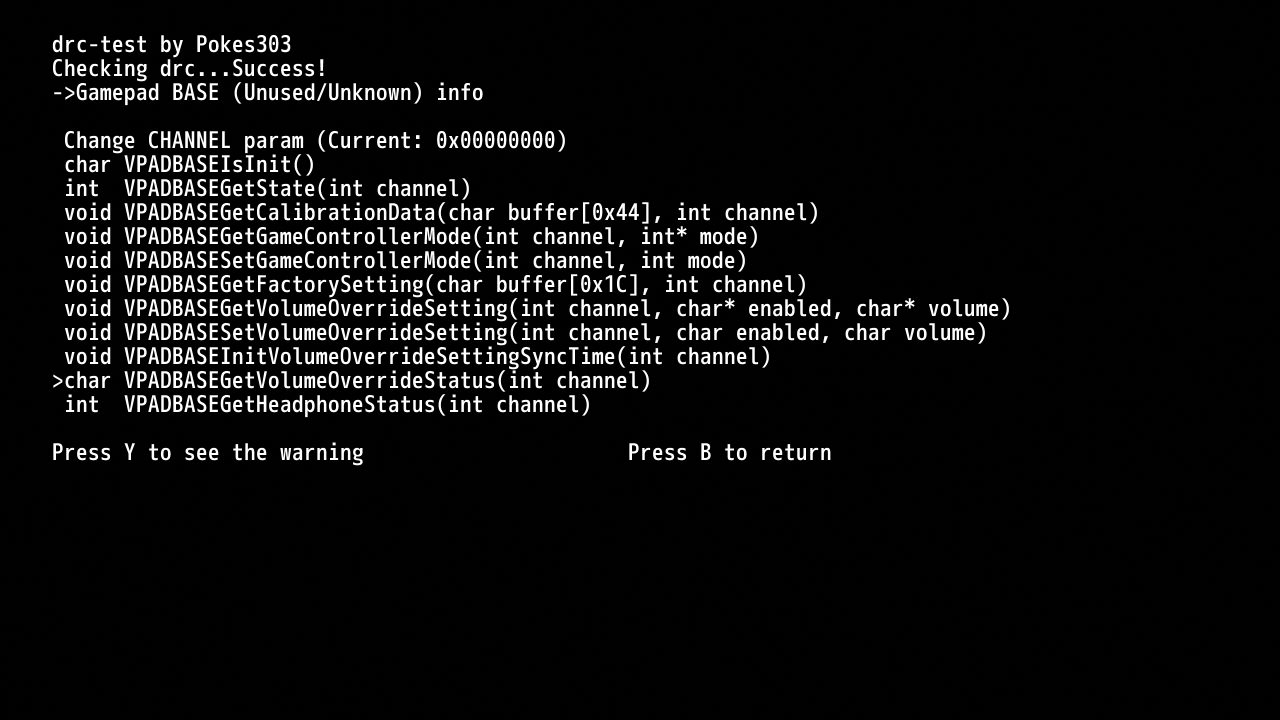 drc-test by Pokes303
Checking drc...Success!
->Gamepad BASE (Unused/Unknown) info
Change CHANNEL param (Current: 0x00000000)
char VPADBASEIsInit()
int  VPADBASEGetState(int channel)
void VPADBASEGetCalibrationData(char buffer[0x44], int channel)
void VPADBASEGetGameControllerMode(int channel, int* mode)
void VPADBASESetGameControllerMode(int channel, int mode)
void VPADBASEGetFactorySetting(char buffer[0x1C], int channel)
void VPADBASEGetVolumeOverrideSetting(int channel, char* enabled, char* volume)
void VPADBASESetVolumeOverrideSetting(int channel, char enabled, char volume)
void VPADBASEInitVolumeOverrideSettingSyncTime(int channel)
>char VPADBASEGetVolumeOverrideStatus(int channel)
int  VPADBASEGetHeadphoneStatus(int channel)
Press Y to see the warning                      Press B to return